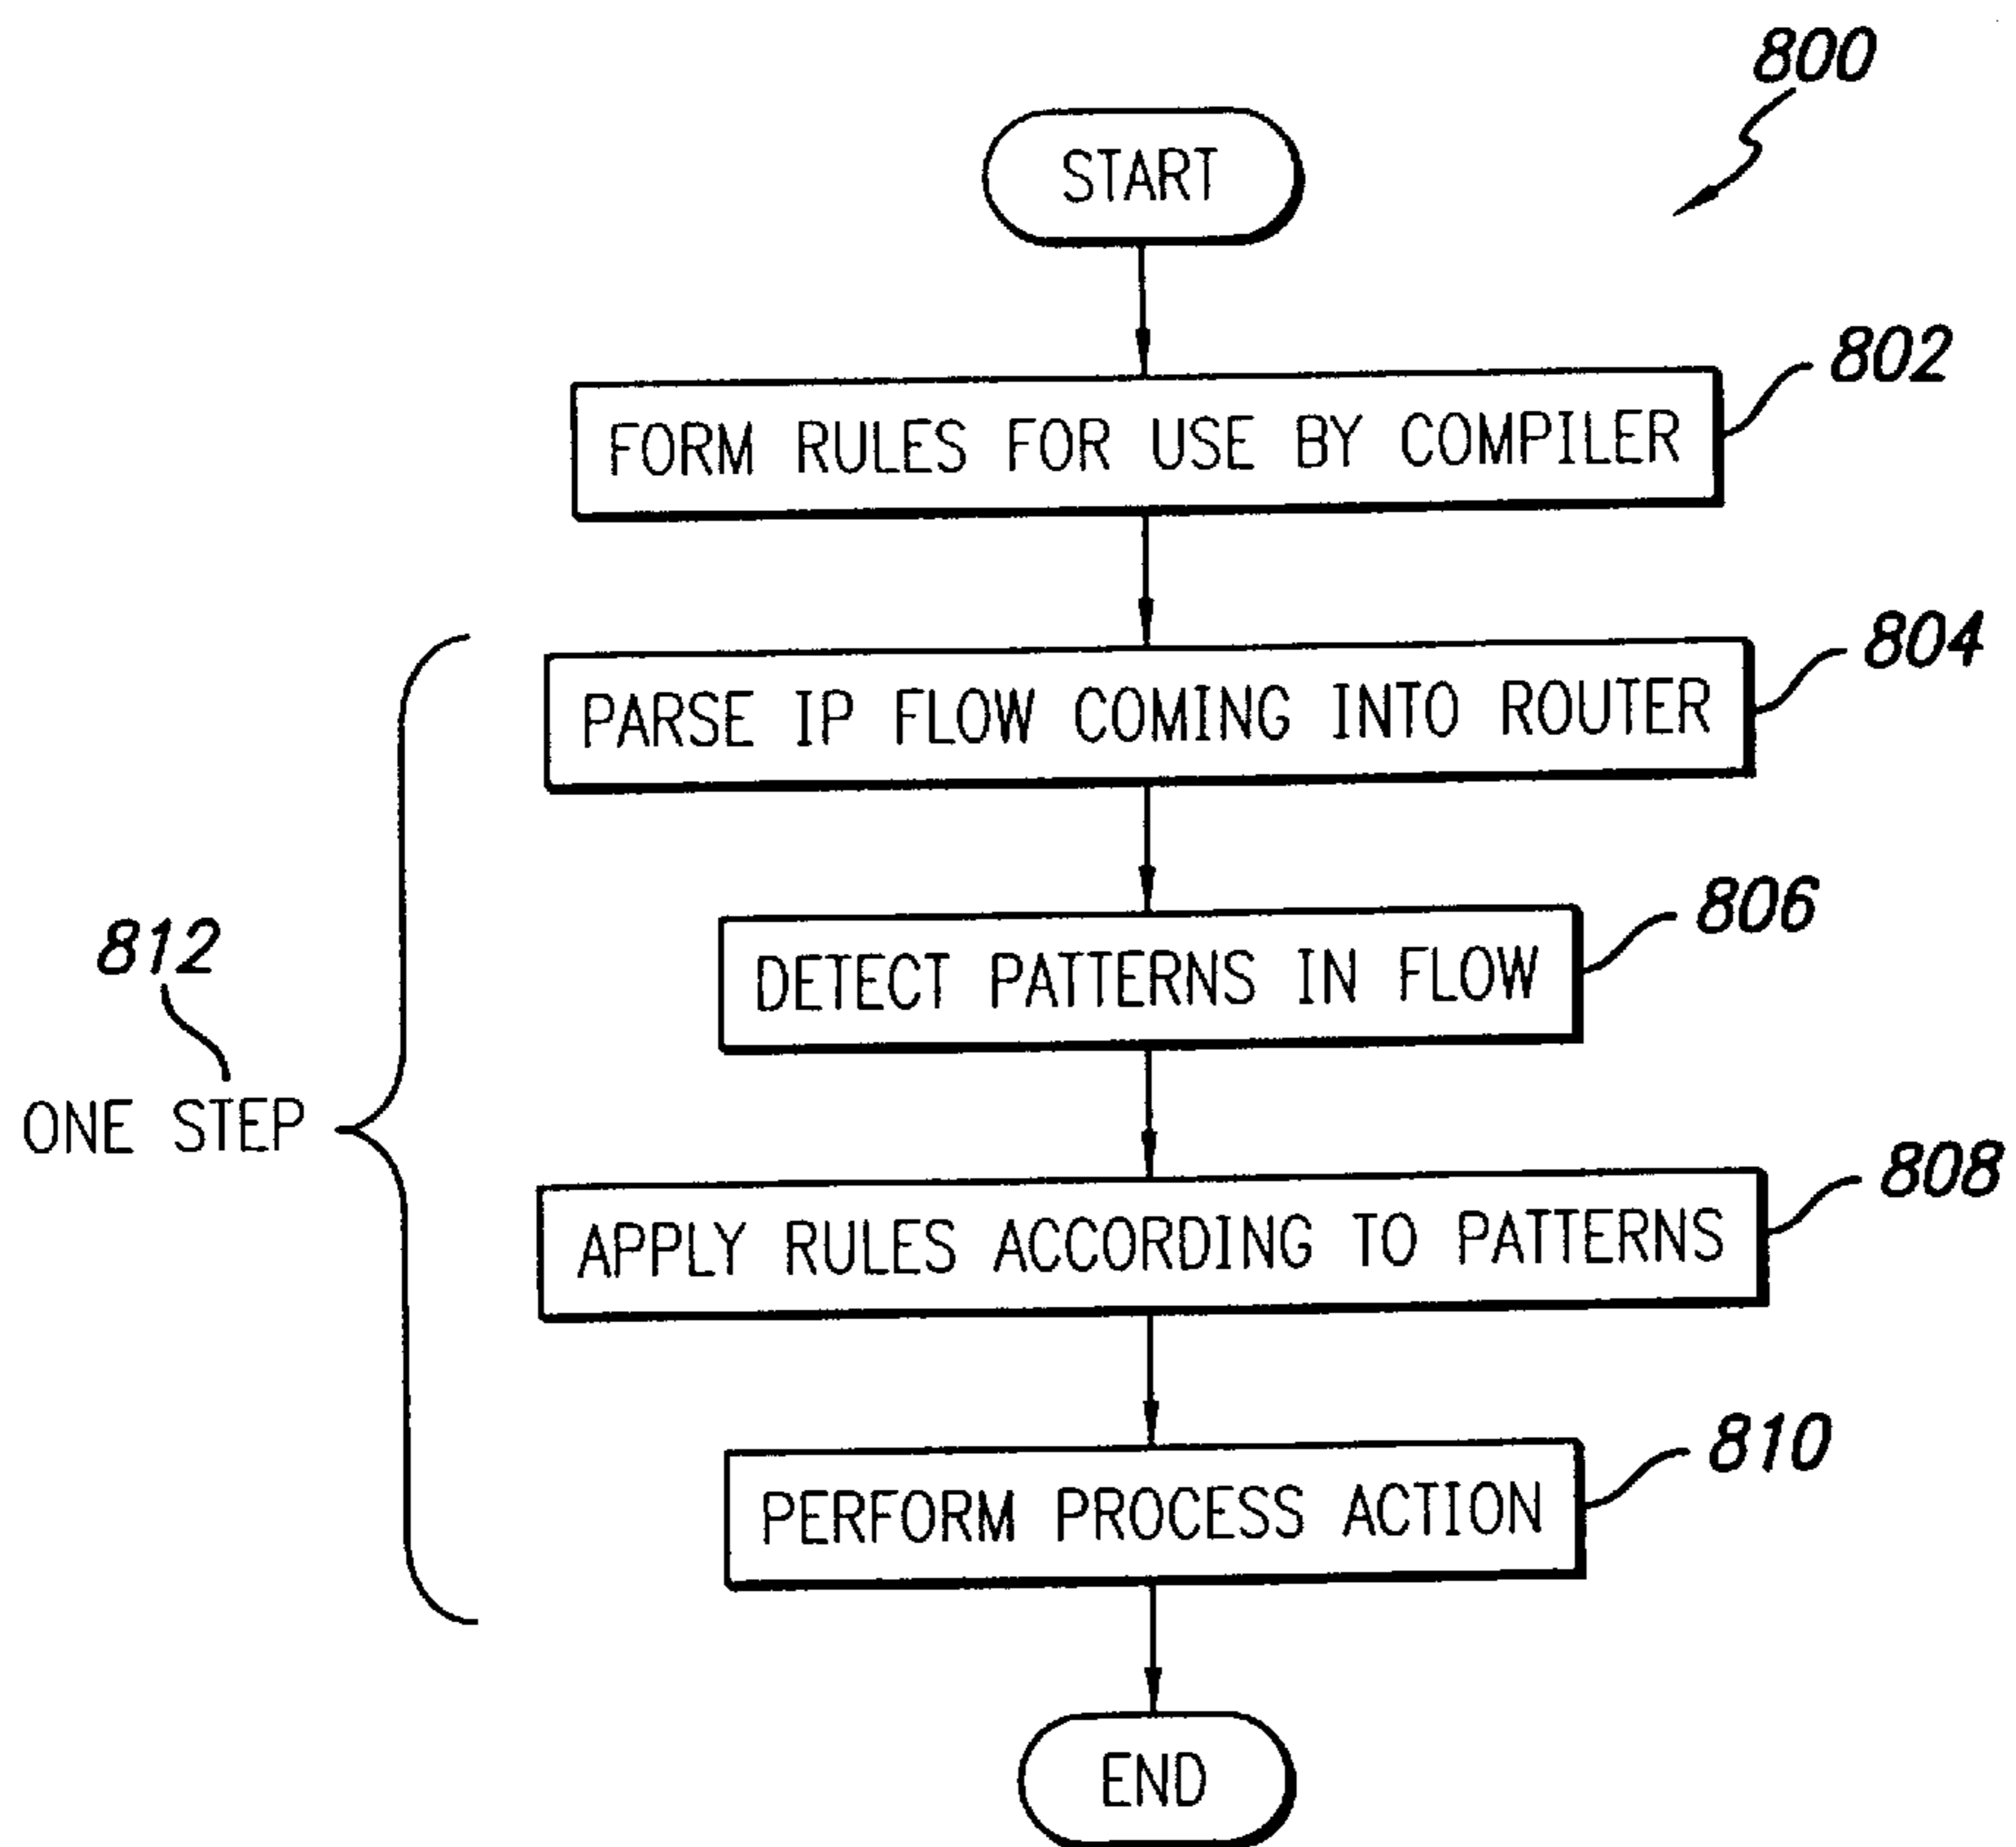 800
START
802
FORM RULES FOR USE BY COMPILER
804
PARSE IP FLOW COMING INTO ROUTER
806
DETECT PATTERNS IN FLOW
812
ONE STEP
808
APPLY RULES ACCORDING TO PATTERNS
810
PERFORM PROCESS ACTION
END